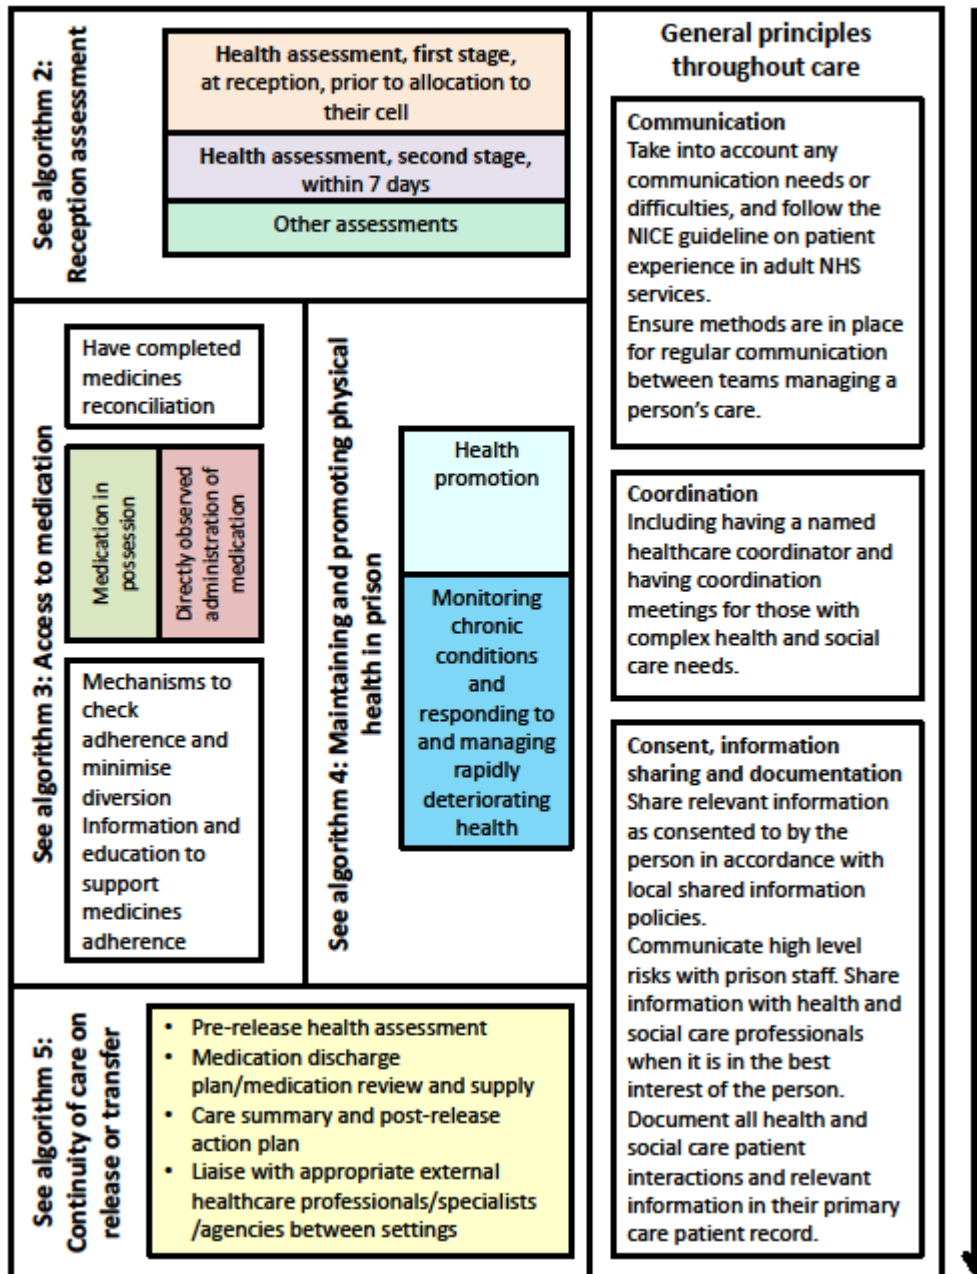 See algorithm 2:
Reception assessment
Health assessment, first stage,
at reception, prior to allocation to
their cell
Health assessment, second stage,
within 7 days
Other assessments
See algorithm 3: Access to medication
Have completed
medicines
reconciliation
Medication in
possession
Directly observed
administration of
medication
Mechanisms to
check
adherence and
minimise
diversion
Information and
education to
support
medicines
adherence
See algorithm 4: Maintaining and promoting physical
health in prison
Health
promotion
Monitoring
chronic
conditions
and
responding to
and managing
rapidly
deteriorating
health
See algorithm 5:
Continuity of care on
release or transfer
• Pre-release health assessment
• Medication discharge
plan/medication review and supply
• Care summary and post-release
action plan
• Liaise with appropriate external
healthcare professionals/specialists
/agencies between settings
General principles
throughout care
Communication
Take into account any
communication needs or
difficulties, and follow the
NICE guideline on patient
experience in adult NHS
services.
Ensure methods are in place
for regular communication
between teams managing a
person's care.
Coordination
Including having a named
healthcare coordinator and
having coordination
meetings for those with
complex health and social
care needs.
Consent, information
sharing and documentation
Share relevant information
as consented to by the
person in accordance with
local shared information
policies.
Communicate high level
risks with prison staff. Share
information with health and
social care professionals
when it is in the best
interest of the person.
Document all health and
social care patient
interactions and relevant
information in their primary
care patient record.